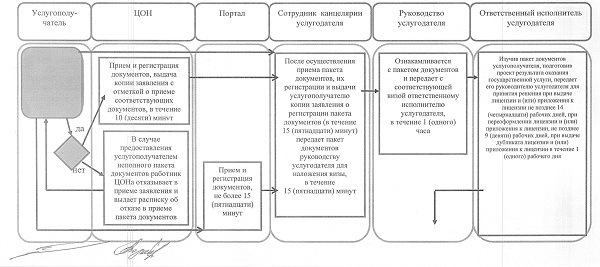 Услугополу-
чатель
ЦОН
Портал
Сотрудник канцелярии
услугодателя
Руководство
услугодателя
Ответственный исполнитель
услугодателя
да
нет
Прием и регистрация
документов, выдача
копии заявления с
отметкой о приеме
соответствующих
документов, в течение
10 (десяти) минут
В случае
предоставления
услугополучателем
неполного пакета
документов работник
ЦОНа отказывает в
приеме заявления и
выдает расписку об
отказе в приеме
пакета документов
Прием и
регистрация
документов,
не более 15
(пятнадцати)
минут
После осуществления
приема пакета
документов, их
регистрации и выдачи
услугополучателю
копии заявления о
регистрации пакета
документов (в течение
15 (пятнадцати) минут)
передает пакет
документов
руководству
услугодателя для
наложения визы,
в течение
15 (пятнадцати) минут
Ознакамливается
с пакетом документов
и передает с
соответствующей
визой ответственному
исполнителю
услугодателя,
в течение 1 (одного)
часа
Изучив пакет документов
услугополучателя, подготовив
проект результата оказания
государственной услуги, передает
его руководителю услугодателя для
принятия решения при выдаче
лицензии и (или) приложения к
лицензии не позднее 14
(четырнадцати) рабочих дней, при
переоформлении лицензии и (или)
приложения к лицензии, не позднее
9 (девяти) рабочих дней, при выдаче
дубликата лицензии и (или)
приложения к лицензии в течение 1
(одного) рабочего дня